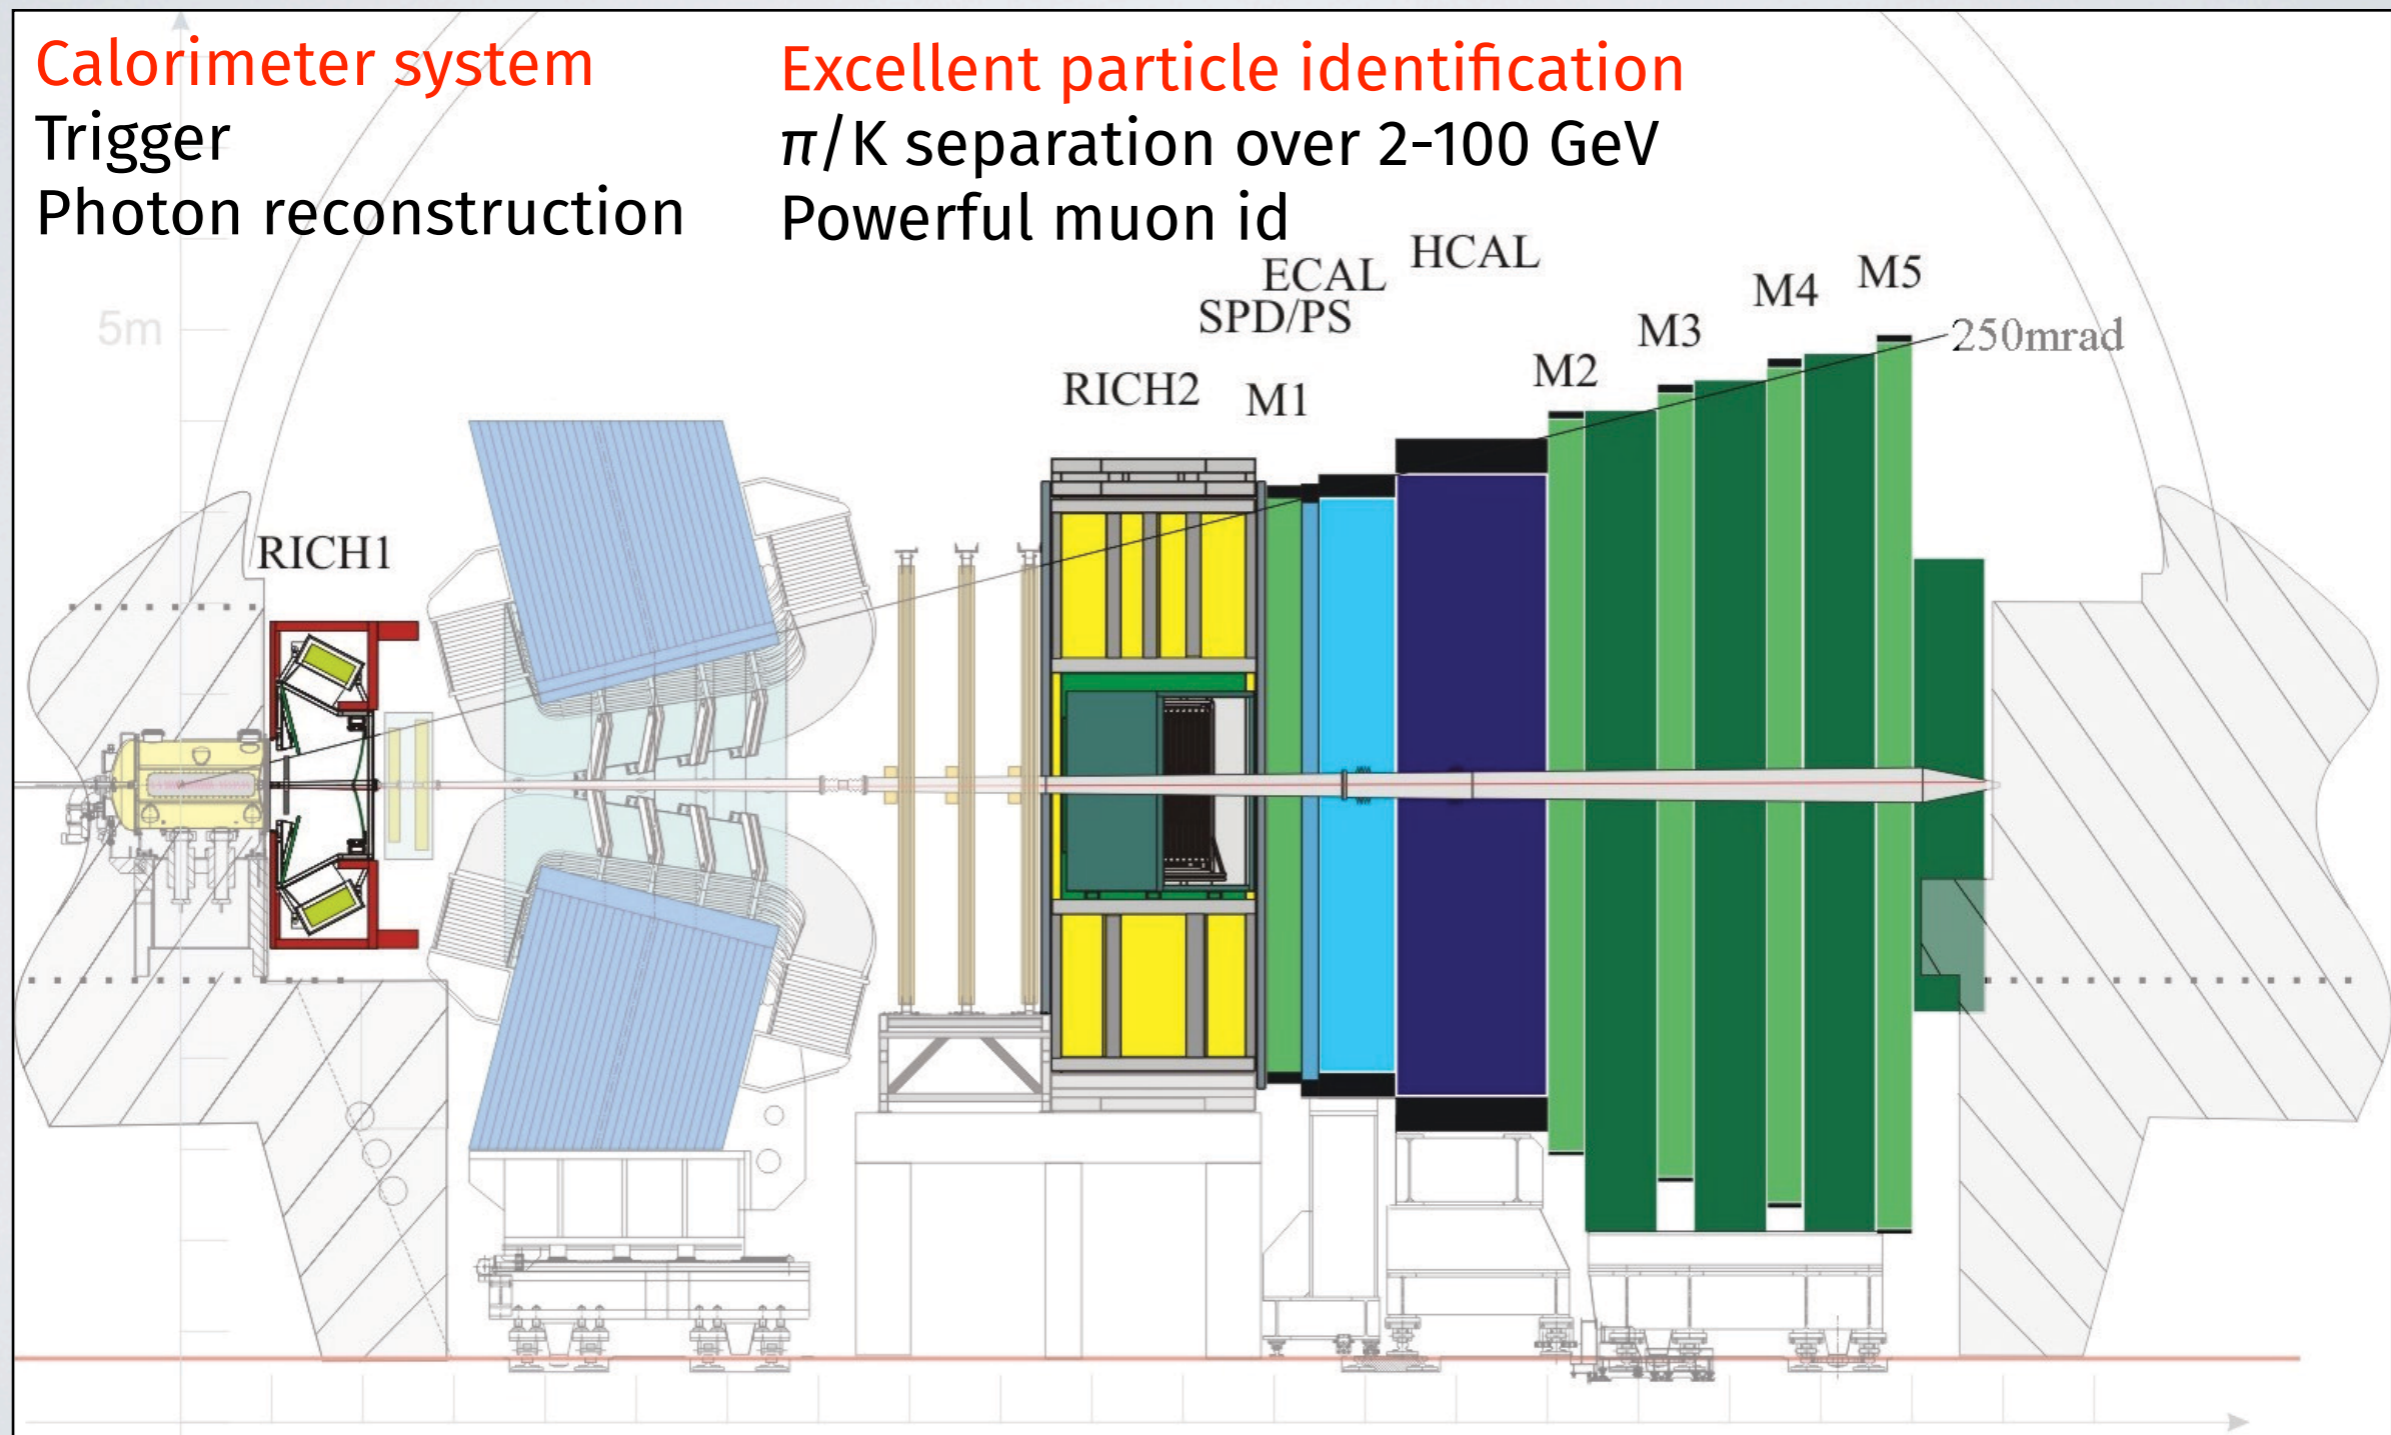 Calorimeter system
Trigger
Photon reconstruction
Excellent particle identification
π/K separation over 2-100 GeV
Powerful muon id
HCAL
ECAL
SPD/PS
M5
M4
M3
M2
5m
250mrad
RICH2
M1
RICH1